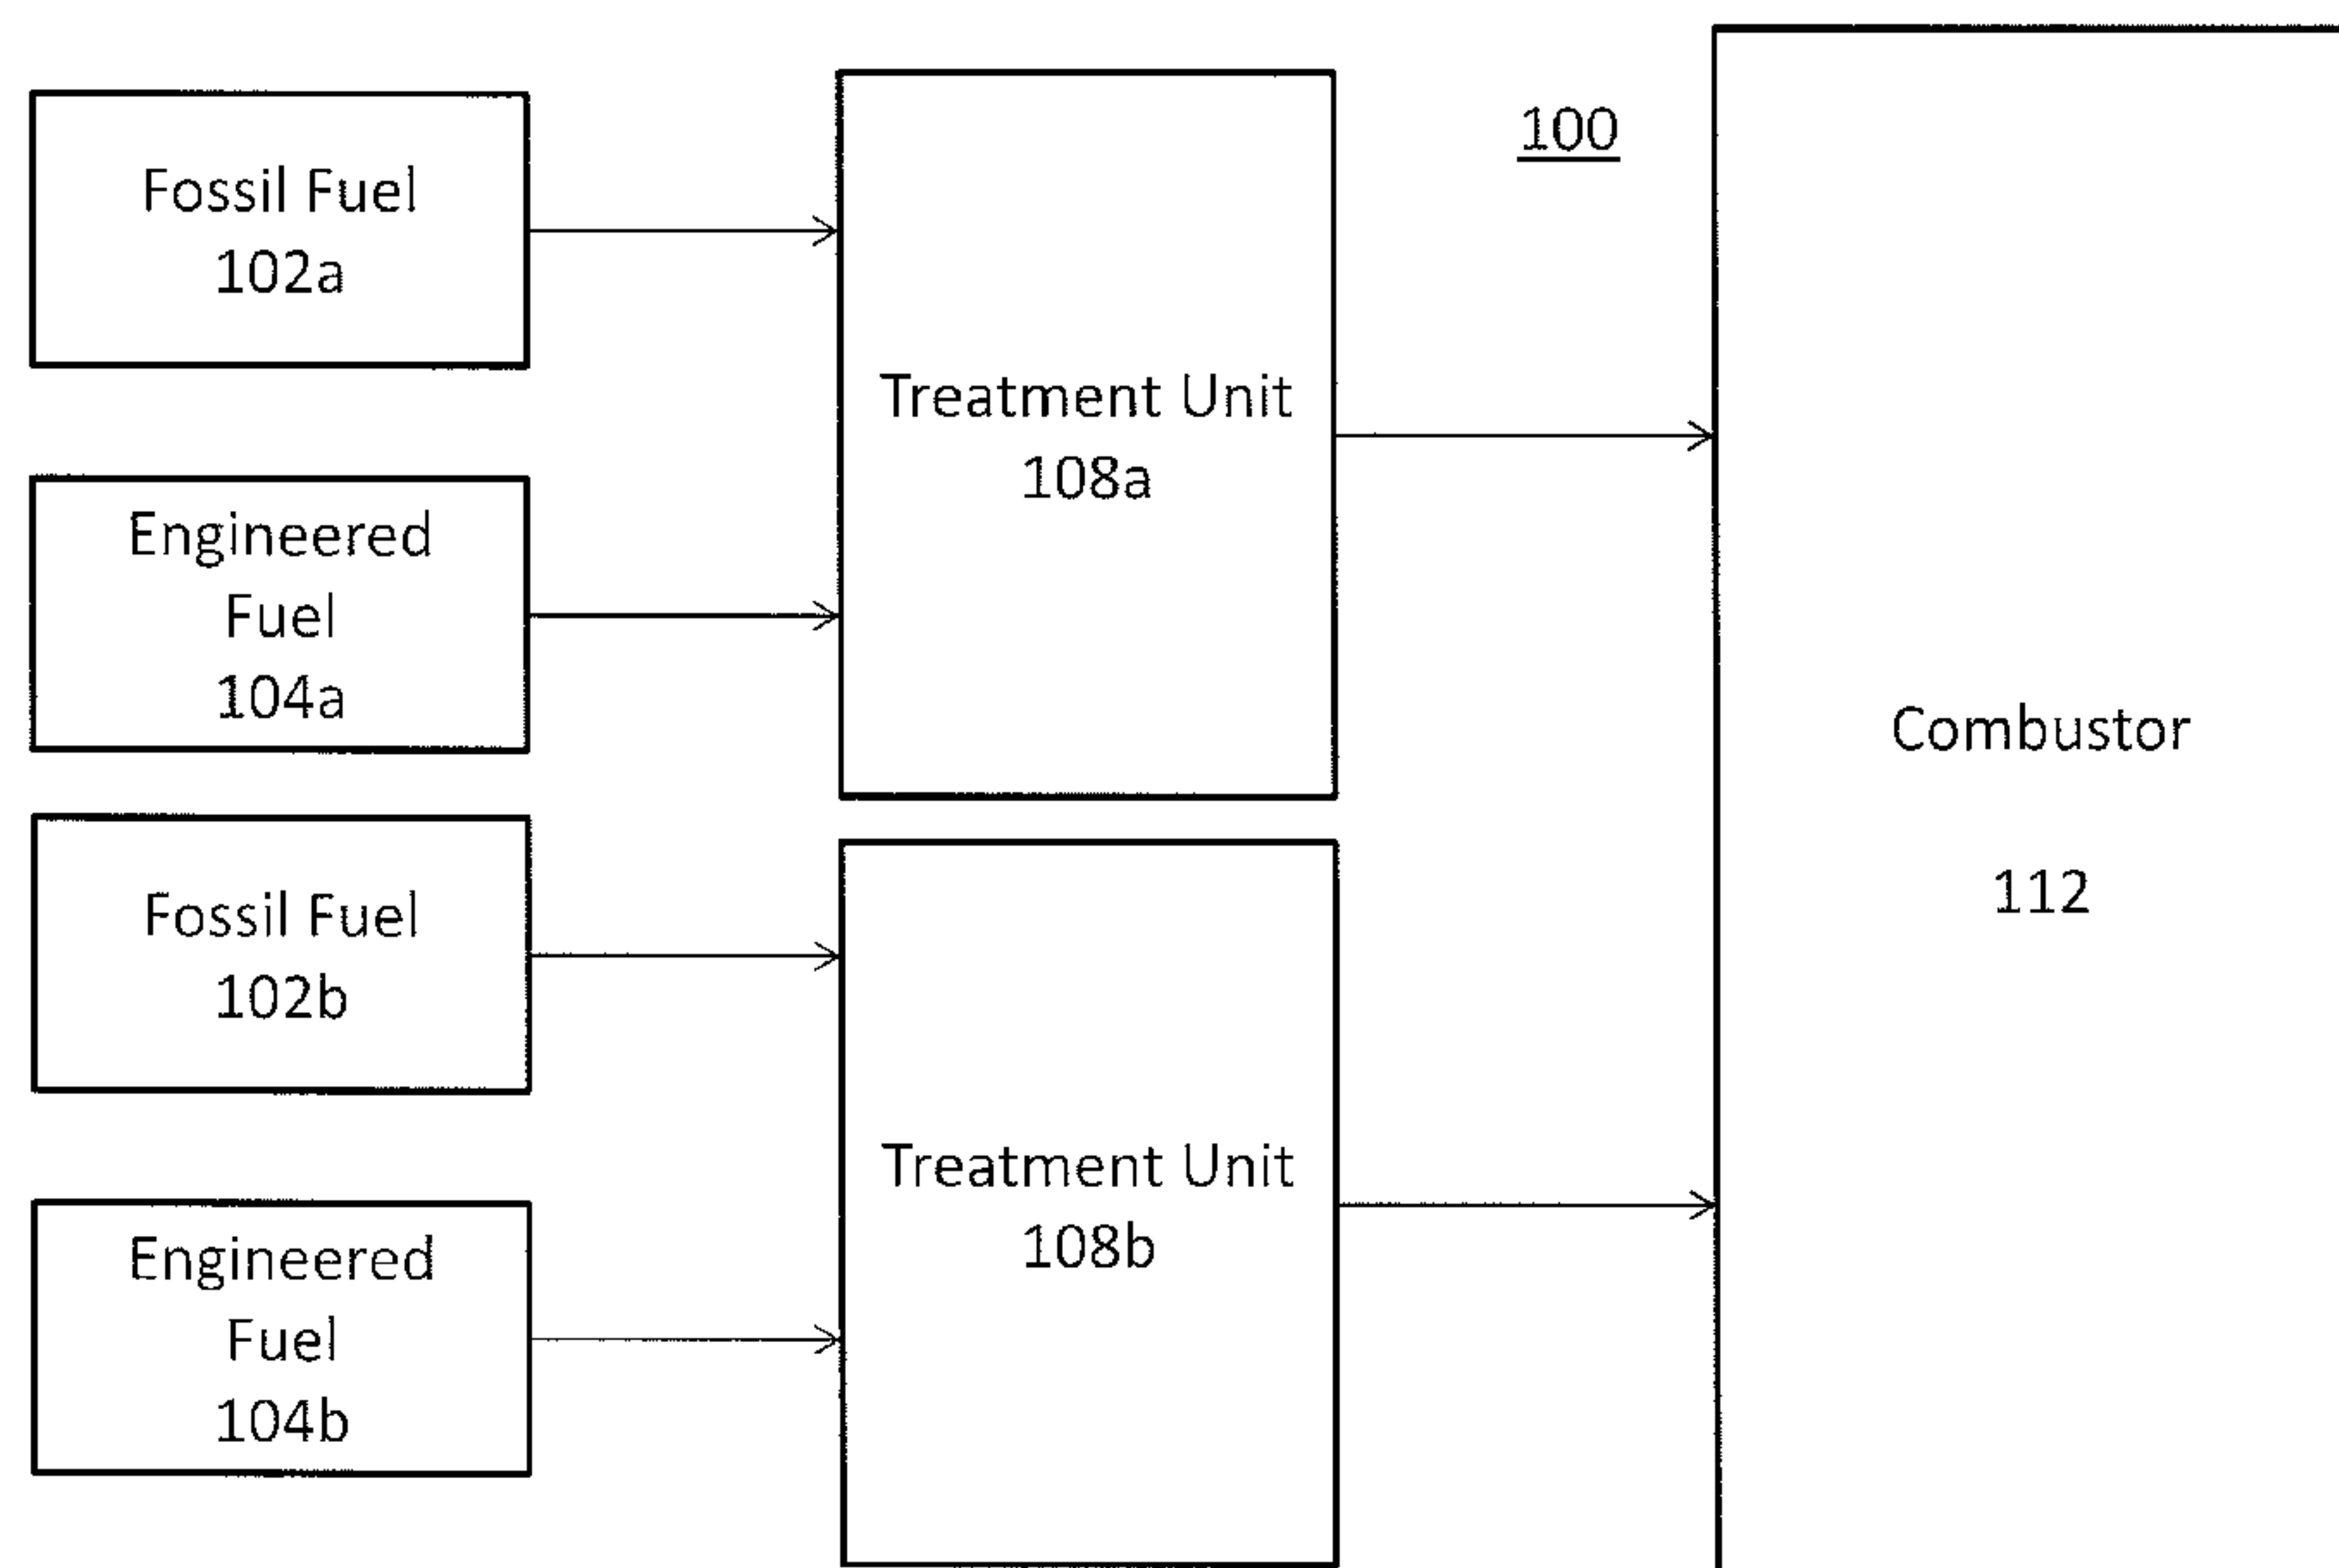 Fossil Fuel
102a
Engineered
Fuel
104a
Fossil Fuel
102b
Engineered
Fuel
104b
Treatment Unit
108a
Treatment Unit
108b
100
Combustor
112